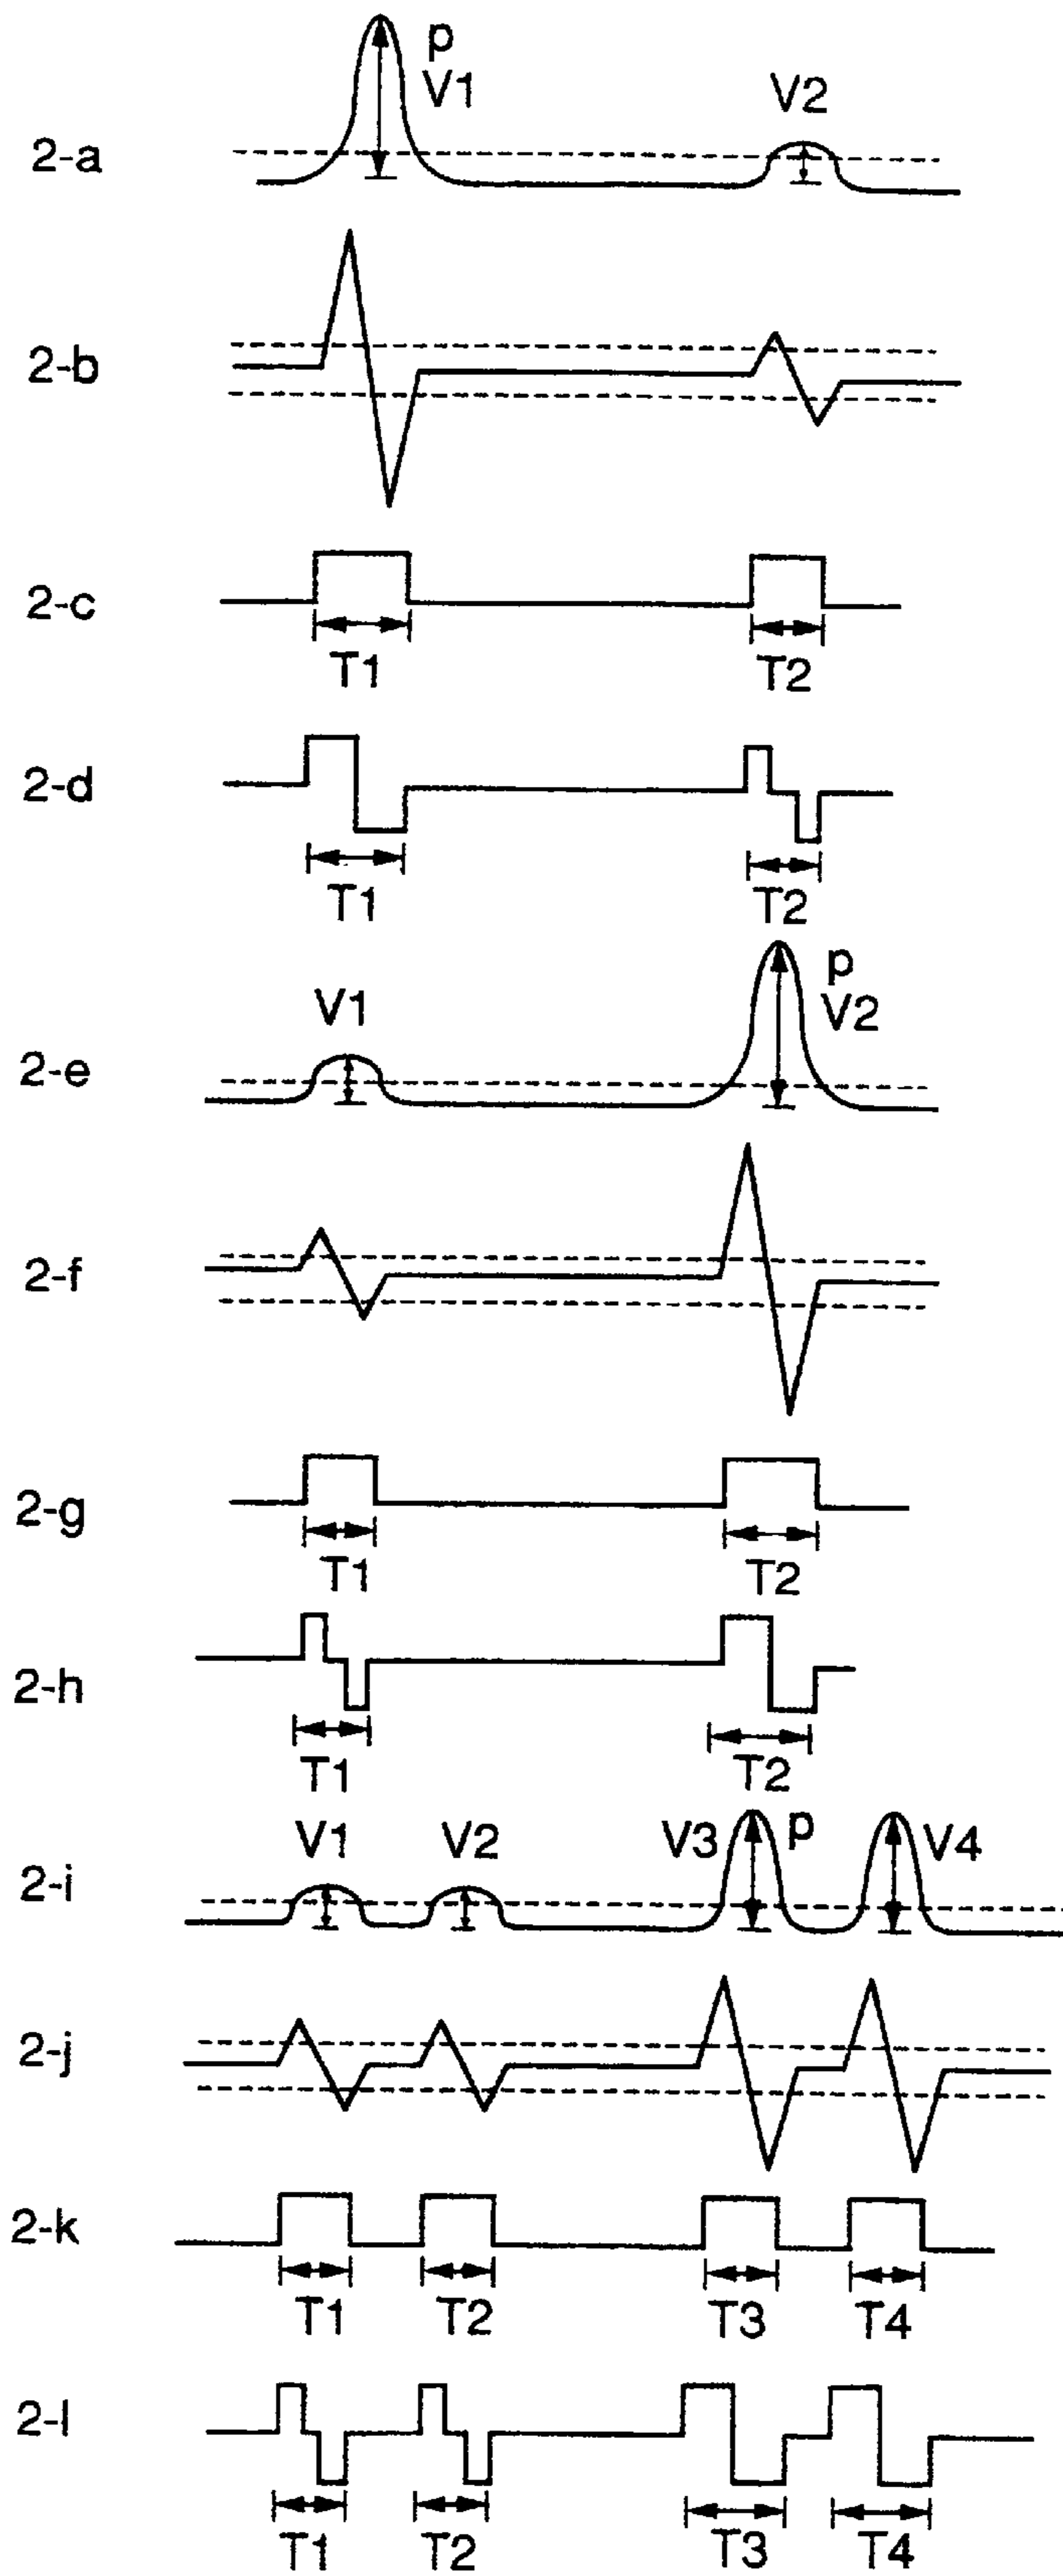 p
V1
V2
2-a
2-b
2-c
T1
T2
2-d
T1
T2
p
V1
V2
2-e
2-f
2-g
T1
T2
2-h
T1
T2
V1 V2 V3 p V4
2-i
2-j
2-k
T1 T2 T3 T4
2-l
T1 T2 T3 T4